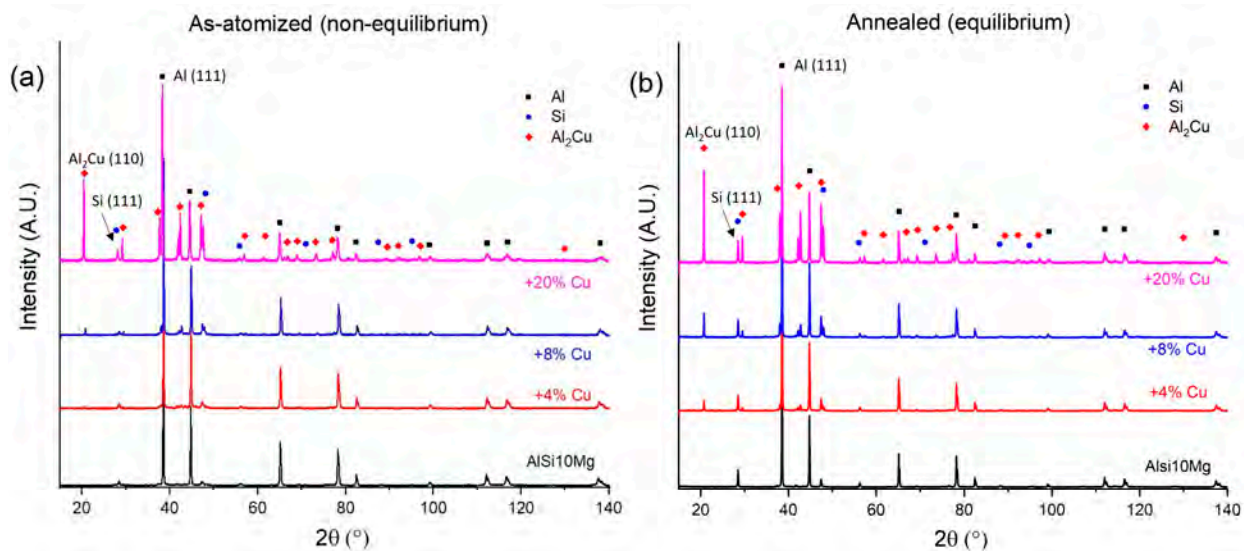 As-atomized (non-equilibrium)
(a)
Al (111)
Al
Si
Al₂Cu
Al₂Cu (110)
Si (111)
+20% Cu
+8% Cu
+4% Cu
AlSi10Mg
Intensity (A.U.)
20 40 60 80 100 120 140
2θ (°)
Annealed (equilibrium)
(b)
Al (111)
Al
Si
Al₂Cu
Al₂Cu (110)
Si (111)
+20% Cu
+8% Cu
+4% Cu
AlSi10Mg
Intensity (A.U.)
20 40 60 80 100 120 140
2θ (°)